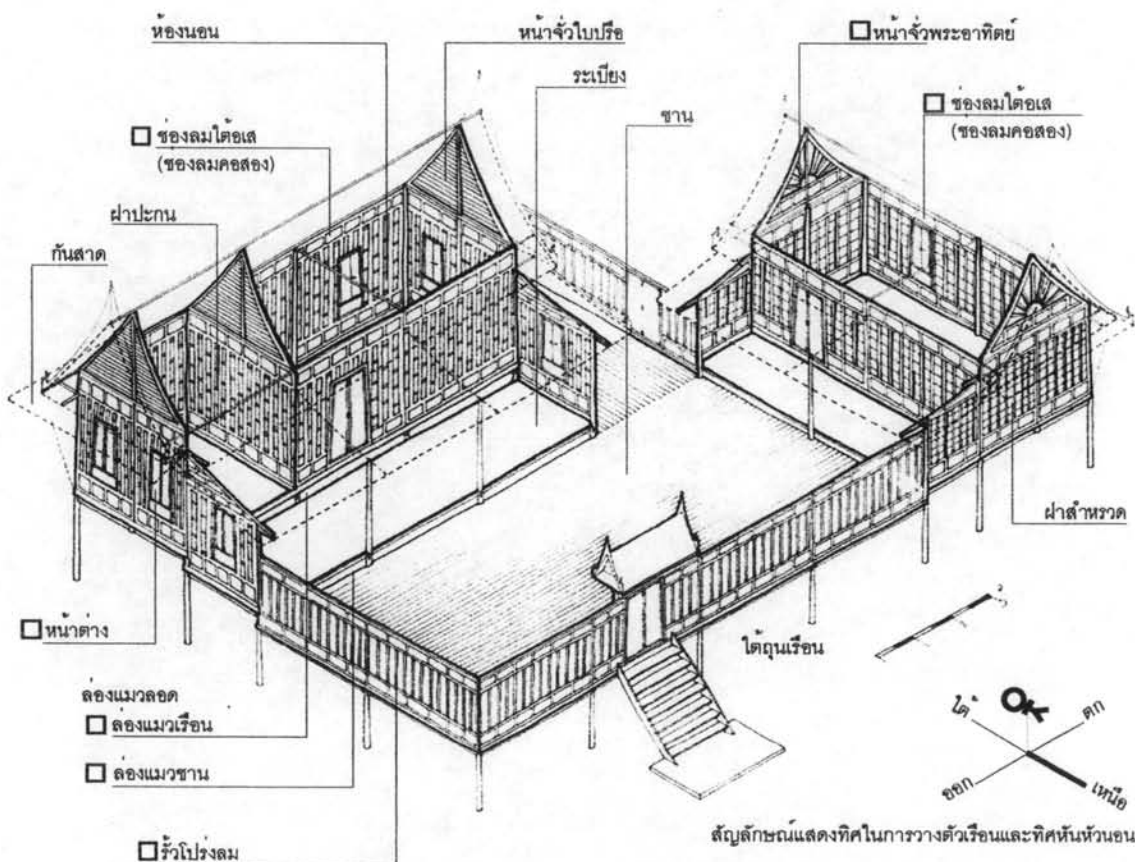 ห้องนอน
หน้าจั่วใบปรือ
□ หน้าจั่วพระอาทิตย์
ระเบียง
□ ช่องลมใต้อเส
(ช่องลมคอสอง)
ชาน
□ ช่องลมใต้อเส
(ช่องลมคอสอง)
ฝาปะกน
กันสาด
ฝาสำหรวด
□ หน้าต่าง
ใต้ถุนเรือน
ล่องแมวลอด
□ ล่องแมวเรือน
□ ล่องแมวชาน
□ รั้วโปร่งลม
ใต้
OK
ตก
ออก
เหนือ
สัญลักษณ์แสดงทิศในการวางตัวเรือนและทิศหันหัวนอน